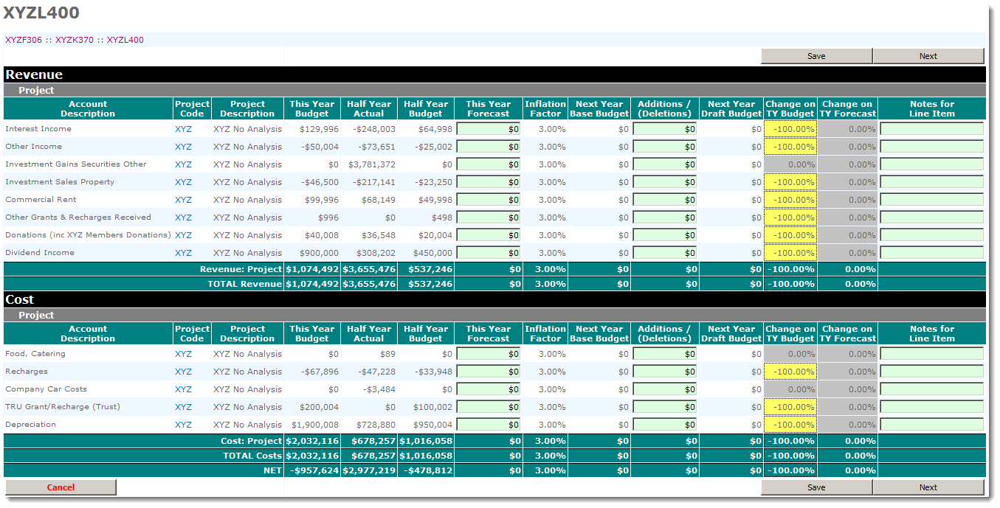 XYZL400
XYZF306 :: XYZK370 :: XYZL400
Save Next
Revenue
Project
Account Description Project Code Project Description This Year Budget Half Year Actual Half Year Budget This Year Forecast Inflation Factor Next Year Base Budget Additions / (Deletions) Next Year Draft Budget Change on TY Budget Change on TY Forecast Notes for Line Item
Interest Income XYZ XYZ No Analysis $129,996 -$248,003 $64,998 $0 3.00% $0 $0 $0 -100.00% 0.00%
Other Income XYZ XYZ No Analysis -$50,004 -$73,651 -$25,002 $0 3.00% $0 $0 $0 -100.00% 0.00%
Investment Gains Securities Other XYZ XYZ No Analysis $0 $3,781,372 $0 $0 3.00% $0 $0 $0 0.00% 0.00%
Investment Sales Property XYZ XYZ No Analysis -$46,500 -$217,141 -$23,250 $0 3.00% $0 $0 $0 -100.00% 0.00%
Commercial Rent XYZ XYZ No Analysis $99,996 $68,149 $49,998 $0 3.00% $0 $0 $0 -100.00% 0.00%
Other Grants & Recharges Received XYZ XYZ No Analysis $996 $0 $498 $0 3.00% $0 $0 $0 -100.00% 0.00%
Donations (inc XYZ Members Donations) XYZ XYZ No Analysis $40,008 $36,548 $20,004 $0 3.00% $0 $0 $0 -100.00% 0.00%
Dividend Income XYZ XYZ No Analysis $900,000 $308,202 $450,000 $0 3.00% $0 $0 $0 -100.00% 0.00%
Revenue: Project $1,074,492 $3,655,476 $537,246 $0 3.00% $0 $0 $0 -100.00% 0.00%
TOTAL Revenue $1,074,492 $3,655,476 $537,246 $0 3.00% $0 $0 $0 -100.00% 0.00%
Cost
Project
Account Description Project Code Project Description This Year Budget Half Year Actual Half Year Budget This Year Forecast Inflation Factor Next Year Base Budget Additions / (Deletions) Next Year Draft Budget Change on TY Budget Change on TY Forecast Notes for Line Item
Food, Catering XYZ XYZ No Analysis $0 $89 $0 $0 3.00% $0 $0 $0 0.00% 0.00%
Recharges XYZ XYZ No Analysis -$67,896 -$47,228 -$33,948 $0 3.00% $0 $0 $0 -100.00% 0.00%
Company Car Costs XYZ XYZ No Analysis $0 -$3,484 $0 $0 3.00% $0 $0 $0 0.00% 0.00%
TRU Grant/Recharge (Trust) XYZ XYZ No Analysis $200,004 $0 $100,002 $0 3.00% $0 $0 $0 -100.00% 0.00%
Depreciation XYZ XYZ No Analysis $1,900,008 $728,880 $950,004 $0 3.00% $0 $0 $0 -100.00% 0.00%
Cost: Project $2,032,116 $678,257 $1,016,058 $0 3.00% $0 $0 $0 -100.00% 0.00%
TOTAL Costs $2,032,116 $678,257 $1,016,058 $0 3.00% $0 $0 $0 -100.00% 0.00%
NET -$957,624 $2,977,219 -$478,812 $0 3.00% $0 $0 $0 -100.00% 0.00%
Cancel Save Next